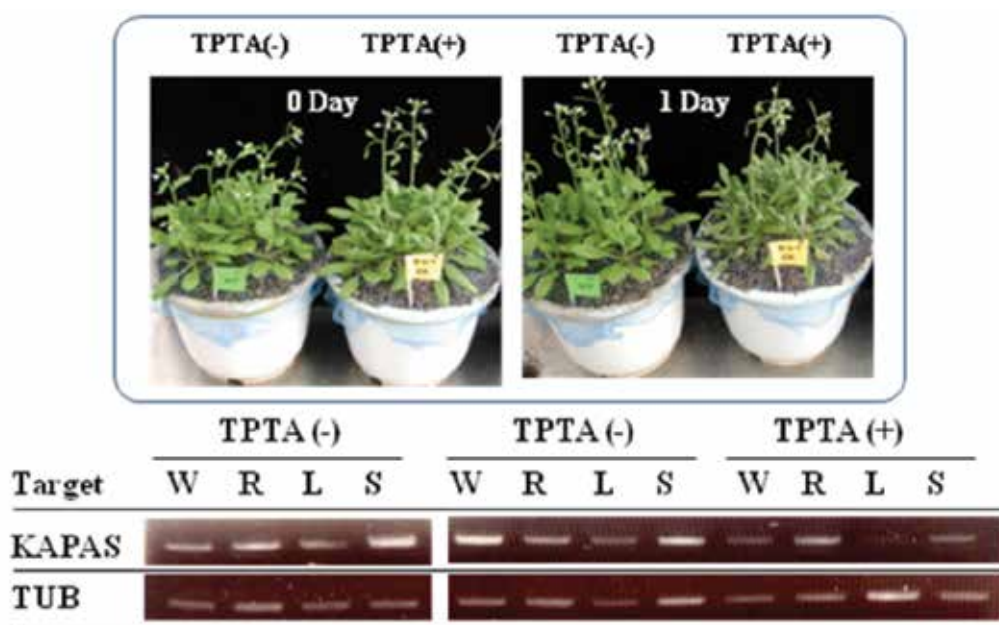 TPTA(-) TPTA(+) TPTA(-) TPTA(+)
0 Day 1 Day
TPTA (-) TPTA (-) TPTA (+)
Target W R L S W R L S W R L S
KAPAS
TUB